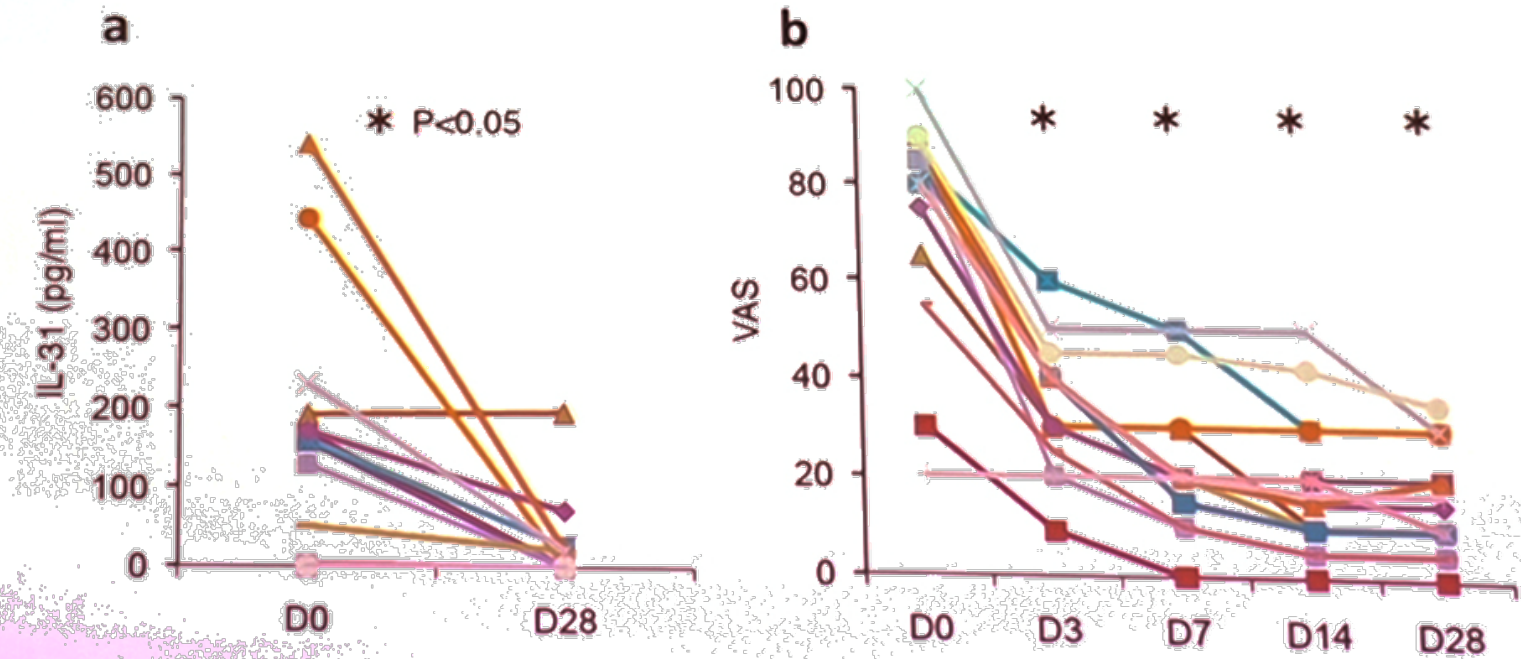 a
600
500
400
300
200
100
0
IL-31 (pg/ml)
* P<0.05
D0
D28
b
100
80
60
40
20
0
VAS
* * * *
D0
D3
D7
D14
D28